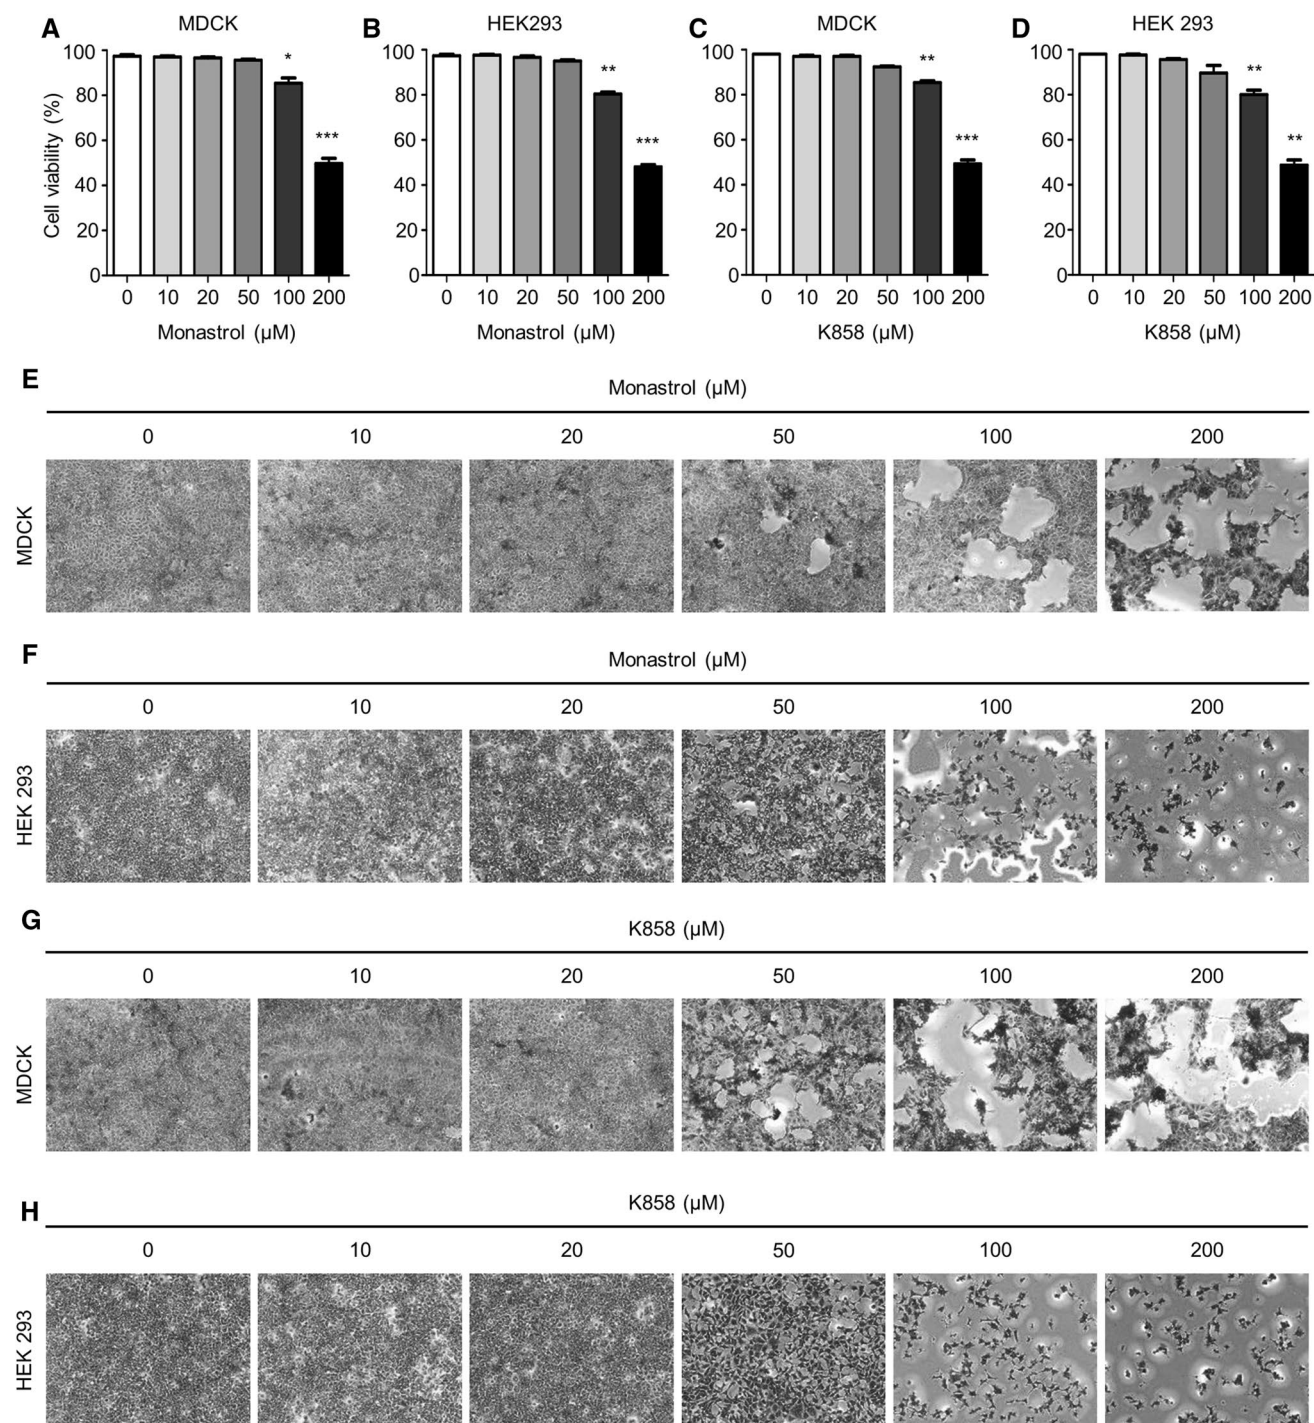 A MDCK B HEK293 C MDCK D HEK 293
100 100 100 100
* ** ** **
80 80 80 80
*** *** *** **
60 60 60 60
40 40 40 40
20 20 20 20
0 0 0 0
Cell viability (%)
0 10 20 50 100 200 0 10 20 50 100 200 0 10 20 50 100 200 0 10 20 50 100 200
Monastrol (μM) Monastrol (μM) K858 (μM) K858 (μM)
E
Monastrol (μM)
0 10 20 50 100 200
MDCK
F
Monastrol (μM)
0 10 20 50 100 200
HEK 293
G
K858 (μM)
0 10 20 50 100 200
MDCK
H
K858 (μM)
0 10 20 50 100 200
HEK 293